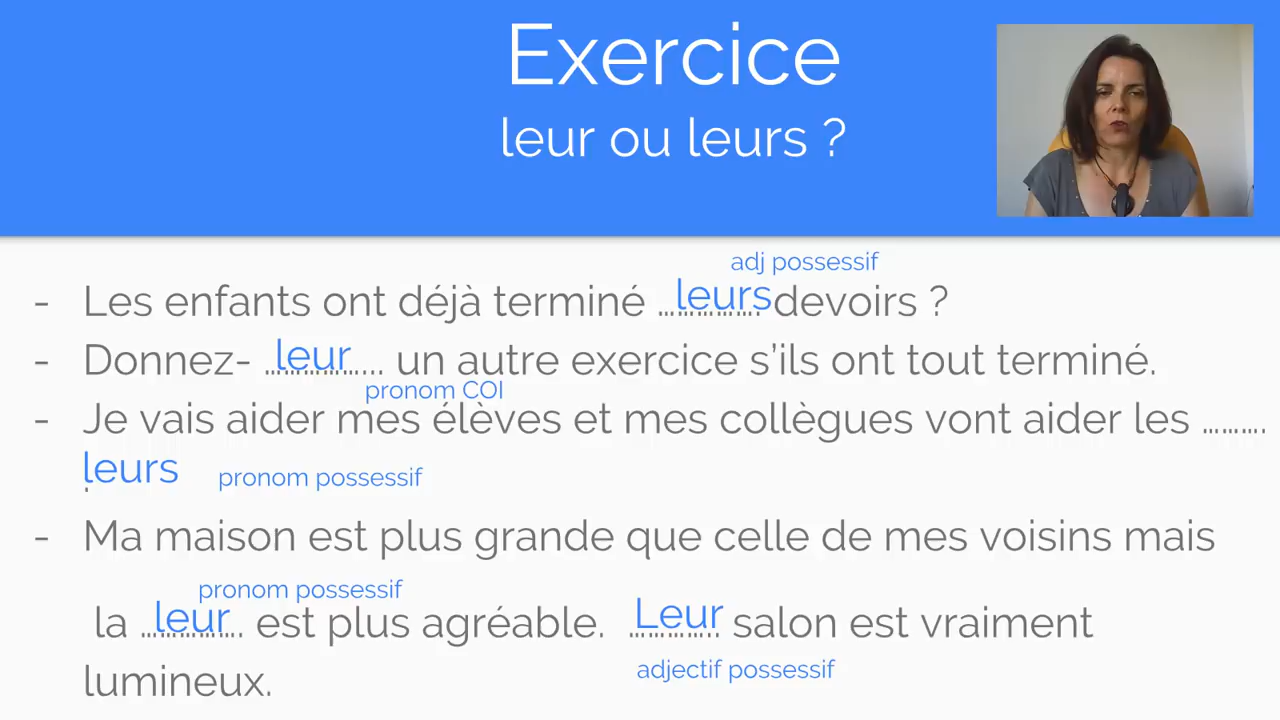 Exercice
leur ou leurs ?
adj possessif
- Les enfants ont déjà terminé ......leurs devoirs ?
- Donnez- ...leur...... un autre exercice s'ils ont tout terminé.
pronom COI
- Je vais aider mes élèves et mes collègues vont aider les ..........
leurs pronom possessif
.
- Ma maison est plus grande que celle de mes voisins mais
pronom possessif
la ...leur... est plus agréable. Leur salon est vraiment
adjectif possessif
lumineux.